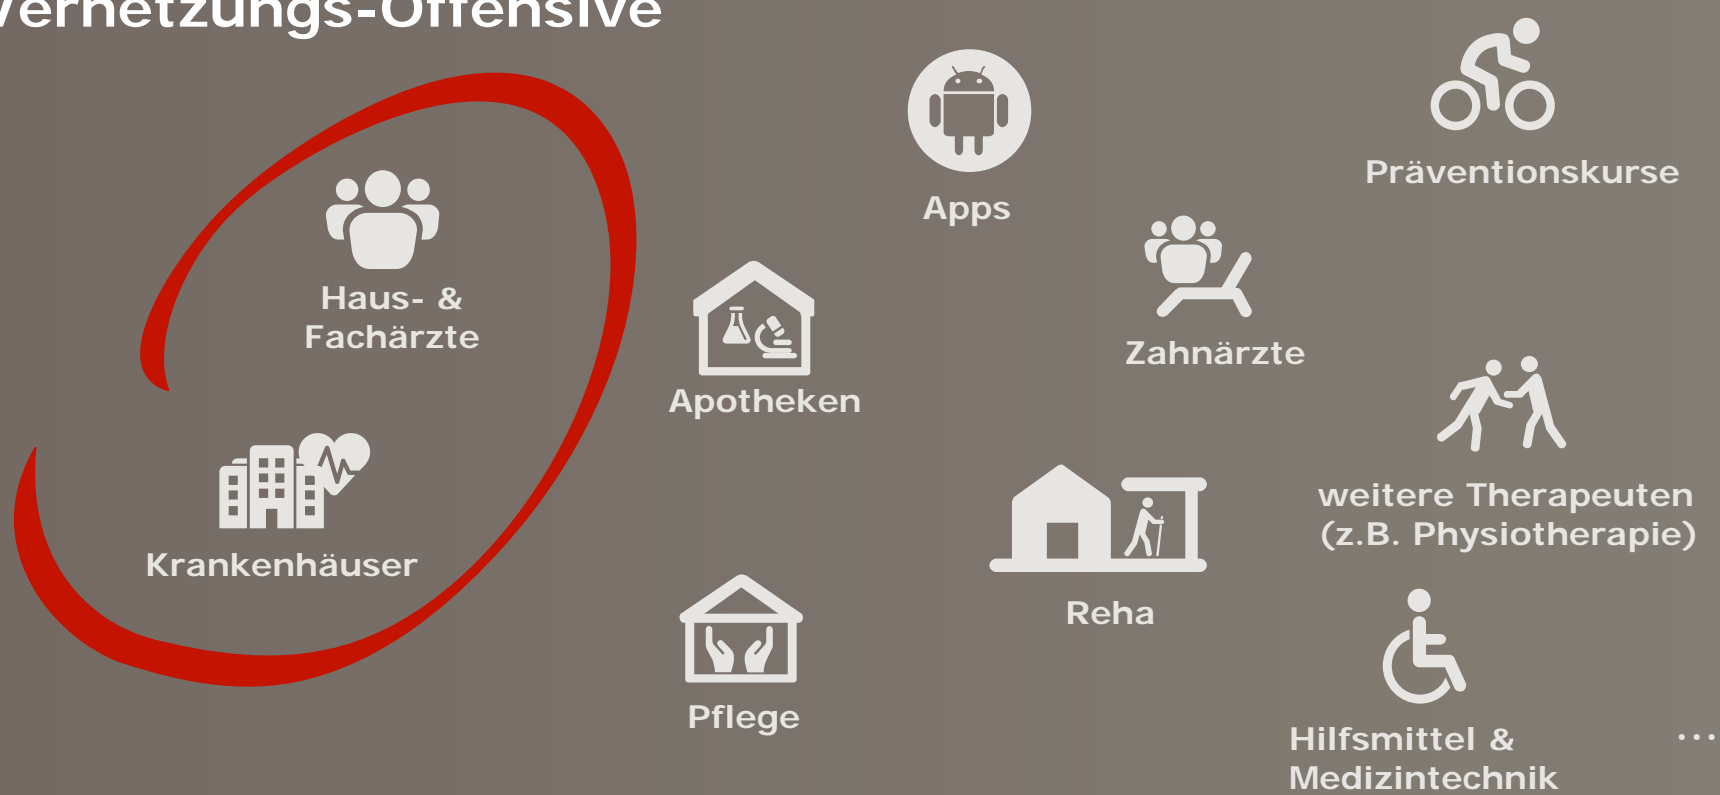 Vernetzungs-Offensive
Apps
Präventionskurse
Haus- &
Fachärzte
Apotheken
Zahnärzte
Krankenhäuser
weitere Therapeuten
(z.B. Physiotherapie)
Reha
Pflege
Hilfsmittel &
Medizintechnik
...